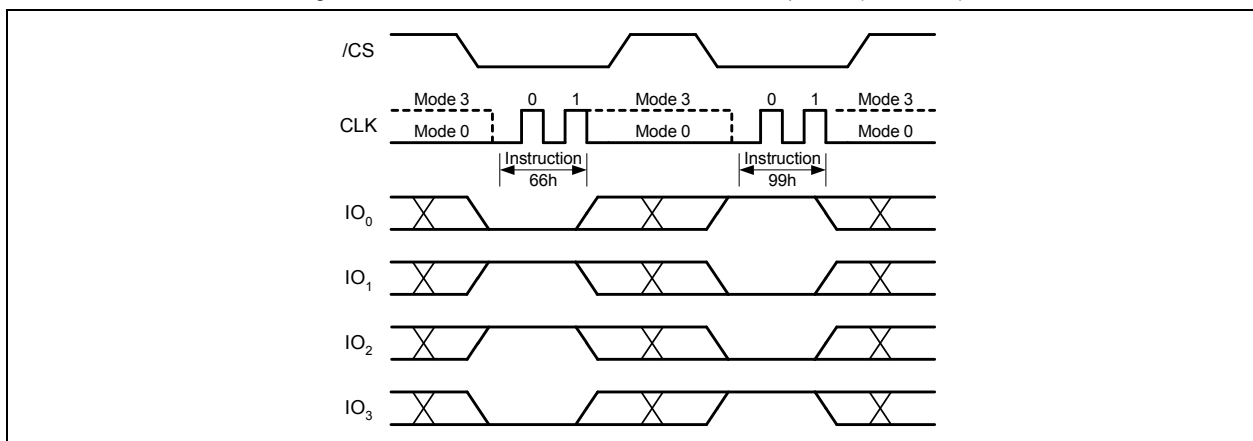 /CS
Mode 3 0 1 Mode 3 0 1 Mode 3
CLK
Mode 0 Mode 0 Mode 0
Instruction Instruction
66h 99h
IO0
IO1
IO2
IO3